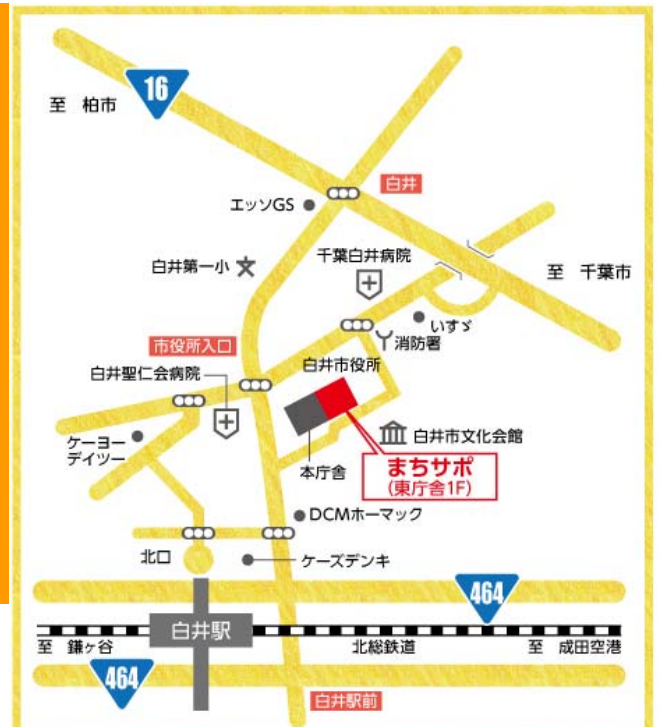 16
至 柏市
白井
エッソGS
千葉白井病院
白井第一小
至 千葉市
いすゞ
消防署
市役所入口
白井市役所
白井聖仁会病院
ケーヨー
デイツー
本庁舎
白井市文化会館
まちサポ
(東庁舎1F)
DCMホーマック
北口
ケーズデンキ
464
白井駅
至 鎌ヶ谷
北総鉄道
至 成田空港
464
白井駅前